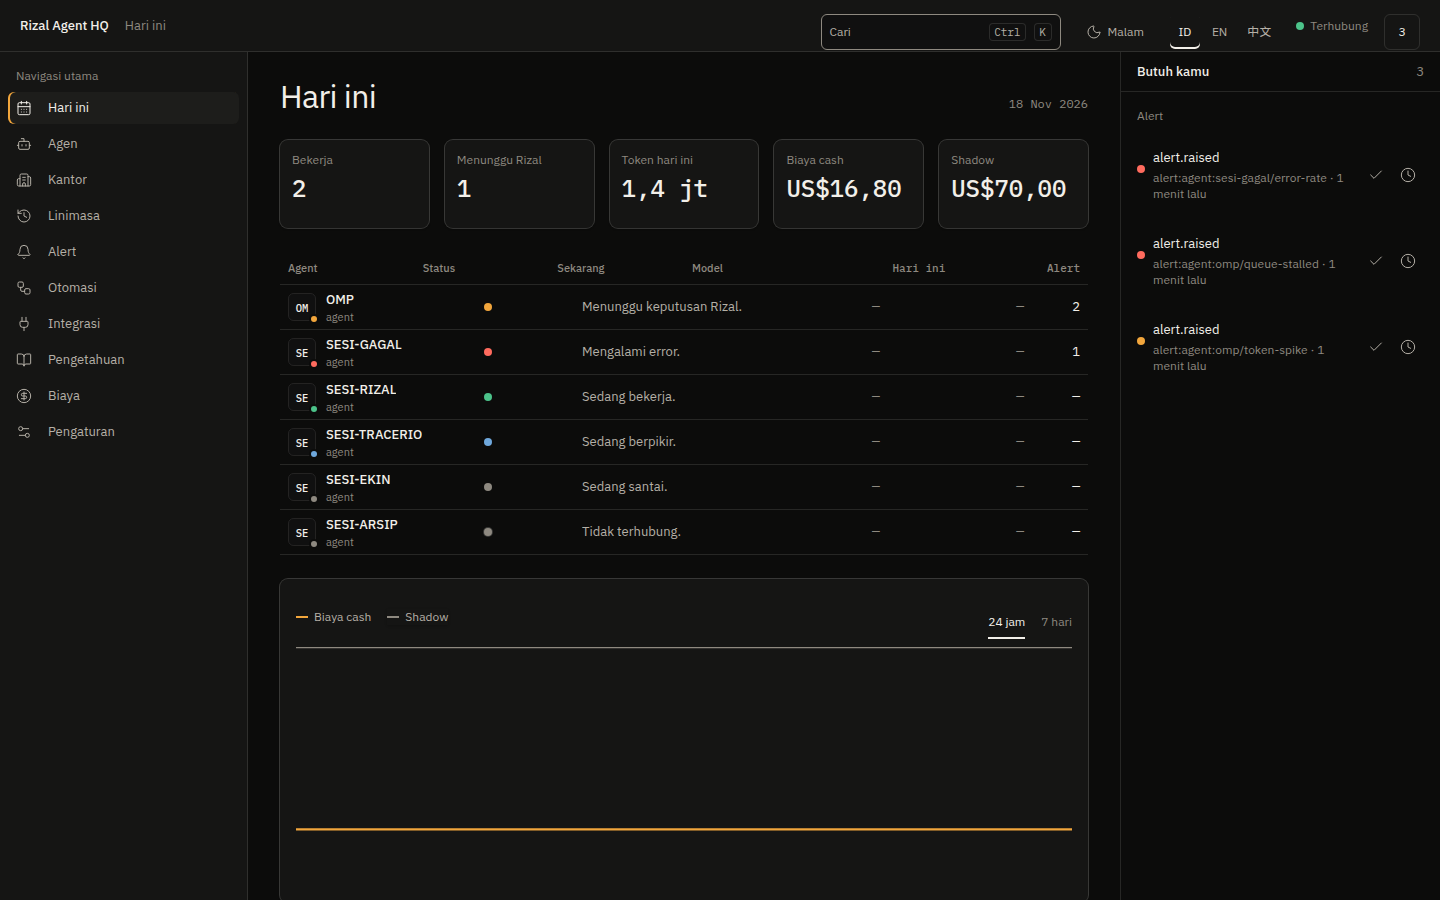 Rizal Agent HQ Hari ini
Cari Ctrl K
Malam
ID EN 中文
Terhubung
3
Navigasi utama
Hari ini
Agen
Kantor
Linimasa
Alert
Otomasi
Integrasi
Pengetahuan
Biaya
Pengaturan
Hari ini
18 Nov 2026
Bekerja
2
Menunggu Rizal
1
Token hari ini
1,4 jt
Biaya cash
US$16,80
Shadow
US$70,00
Agent Status Sekarang Model Hari ini Alert
OM OMP Menunggu keputusan Rizal. — — 2
agent
SE SESI-GAGAL Mengalami error. — — 1
agent
SE SESI-RIZAL Sedang bekerja. — — —
agent
SE SESI-TRACERIO Sedang berpikir. — — —
agent
SE SESI-EKIN Sedang santai. — — —
agent
SE SESI-ARSIP Tidak terhubung. — — —
agent
Biaya cash Shadow
24 jam 7 hari
Butuh kamu 3
Alert
alert.raised
alert:agent:sesi-gagal/error-rate · 1
menit lalu
alert.raised
alert:agent:omp/queue-stalled · 1
menit lalu
alert.raised
alert:agent:omp/token-spike · 1
menit lalu